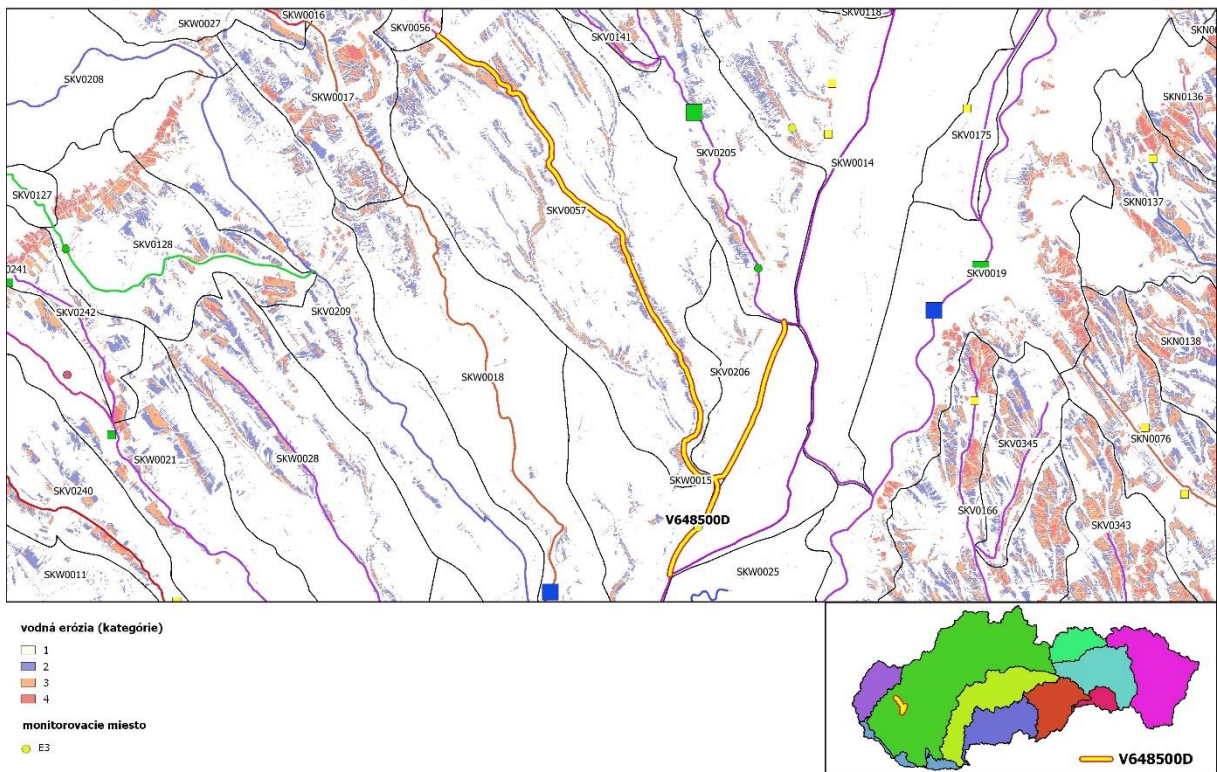 SKW0027
SKW0016
SKV0056
SKV0141
SKV0118
SKV0208
SKW0017
SKV0205
SKW0014
SKV0175
SKN0136
SKV0127
SKV0057
SKN0137
SKV0128
0241
SKV0019
SKV0242
SKV0209
SKN0138
SKW0018
SKV0206
SKV0345
SKN0076
SKW0021
SKW0028
SKW0015
SKV0240
SKV0166
V648500D
SKV0343
SKW0011
SKW0025
vodná erózia (kategórie)
1
2
3
4
monitorovacie miesto
E3
V648500D